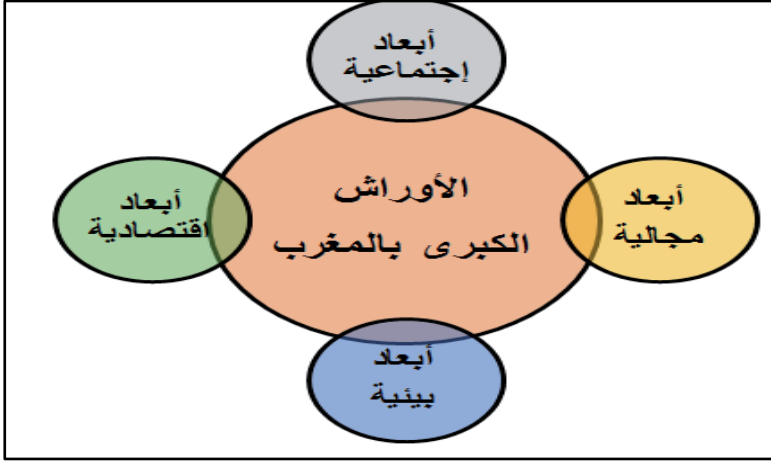 أبعاد
إجتماعية
الأوراش
الكبرى بالمغرب
أبعاد
مجالية
أبعاد
اقتصادية
أبعاد
بيئية